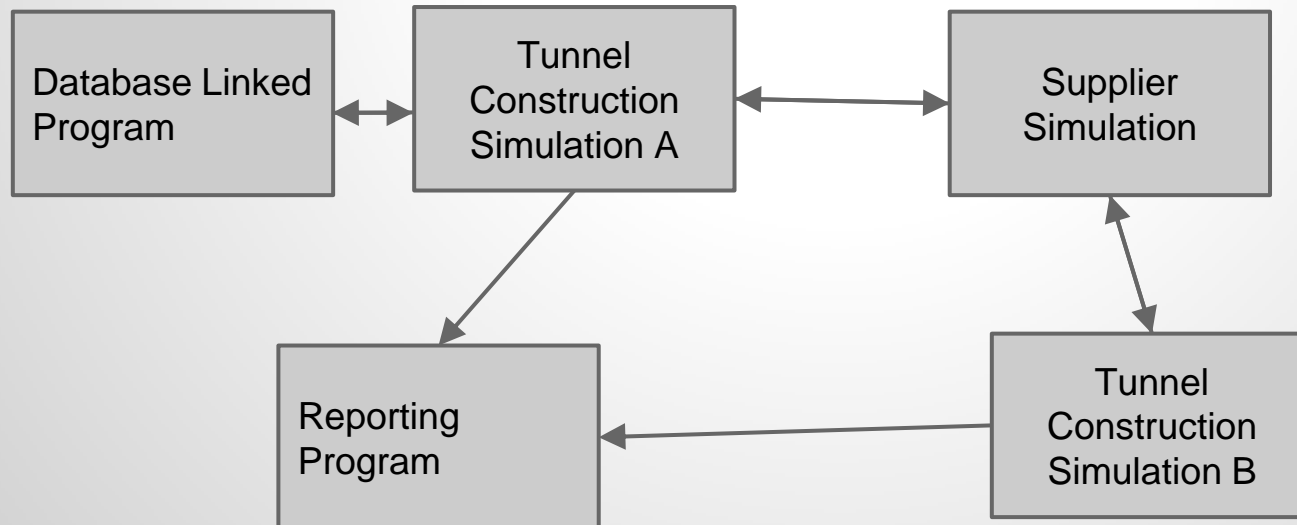 Database Linked
Program
Tunnel
Construction
Simulation A
Supplier
Simulation
Reporting
Program
Tunnel
Construction
Simulation B